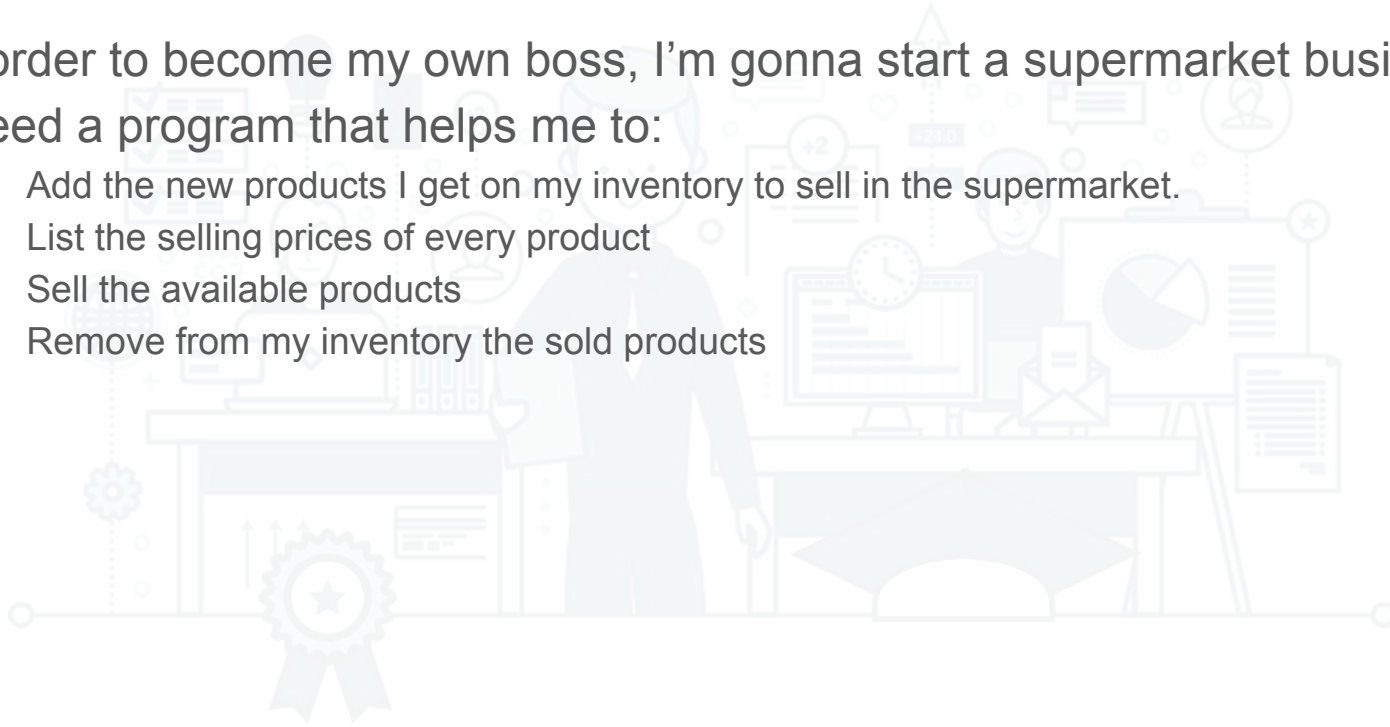 order to become my own boss, I'm gonna start a supermarket busi
eed a program that helps me to:
Add the new products I get on my inventory to sell in the supermarket.
List the selling prices of every product
Sell the available products
Remove from my inventory the sold products
+2